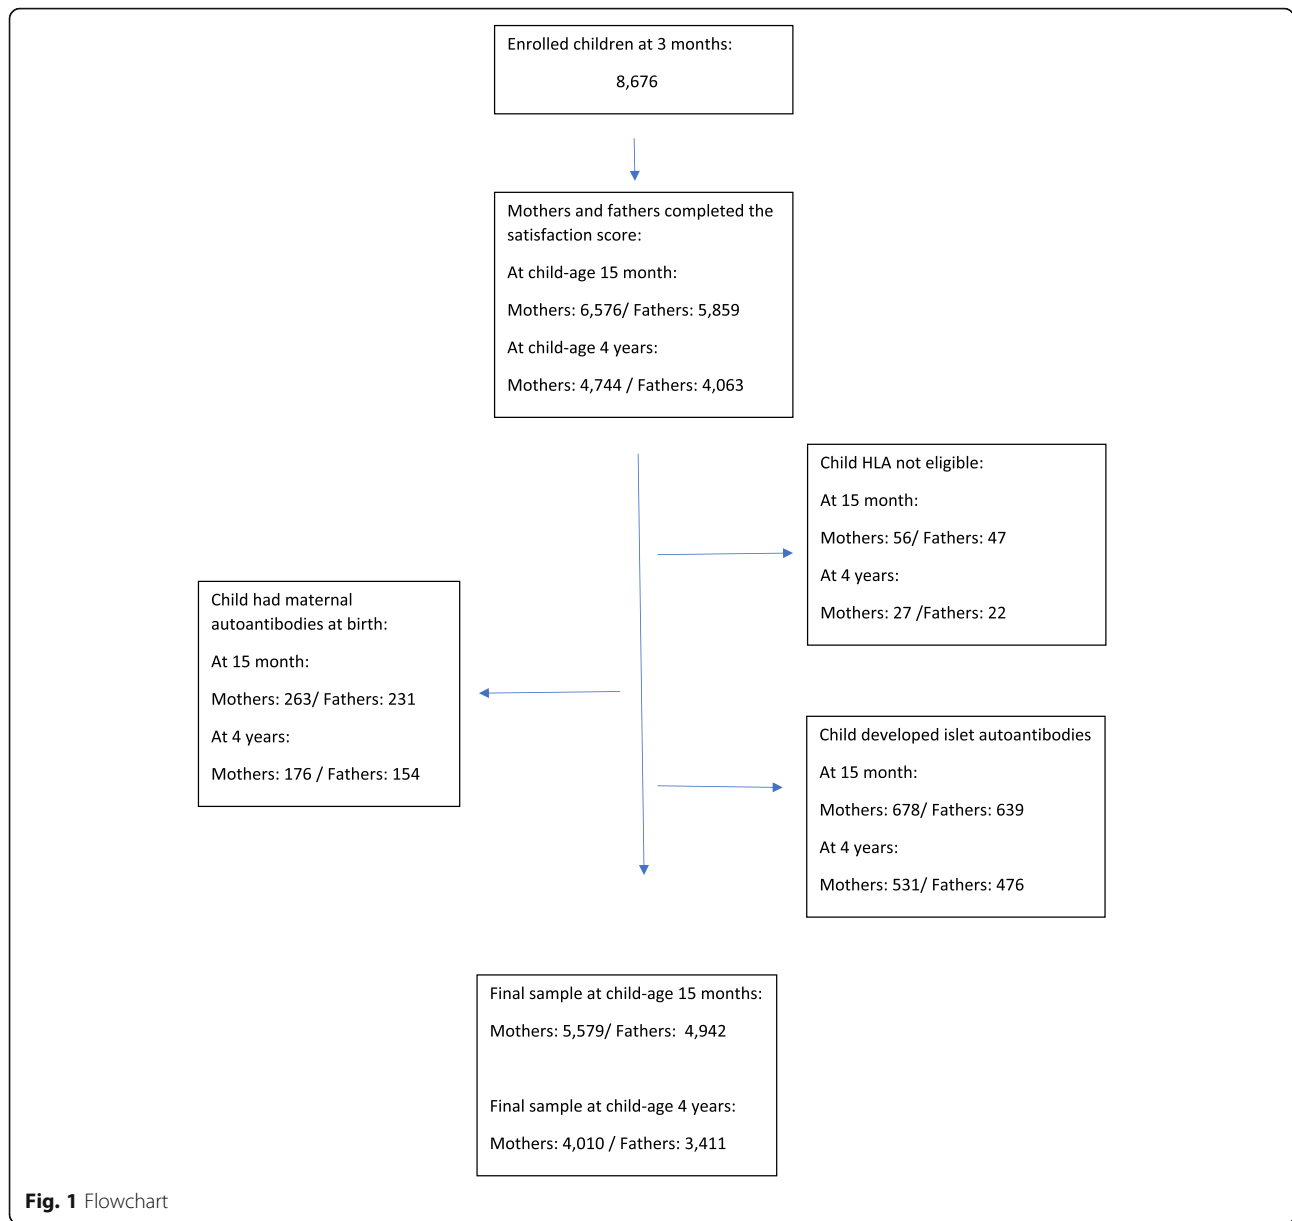 Enrolled children at 3 months:
8,676
Mothers and fathers completed the
satisfaction score:
At child-age 15 month:
Mothers: 6,576/ Fathers: 5,859
At child-age 4 years:
Mothers: 4,744 / Fathers: 4,063
Child HLA not eligible:
At 15 month:
Mothers: 56/ Fathers: 47
At 4 years:
Mothers: 27 /Fathers: 22
Child had maternal
autoantibodies at birth:
At 15 month:
Mothers: 263/ Fathers: 231
At 4 years:
Mothers: 176 / Fathers: 154
Child developed islet autoantibodies
At 15 month:
Mothers: 678/ Fathers: 639
At 4 years:
Mothers: 531/ Fathers: 476
Final sample at child-age 15 months:
Mothers: 5,579/ Fathers:  4,942
Final sample at child-age 4 years:
Mothers: 4,010 / Fathers: 3,411
Fig. 1 Flowchart